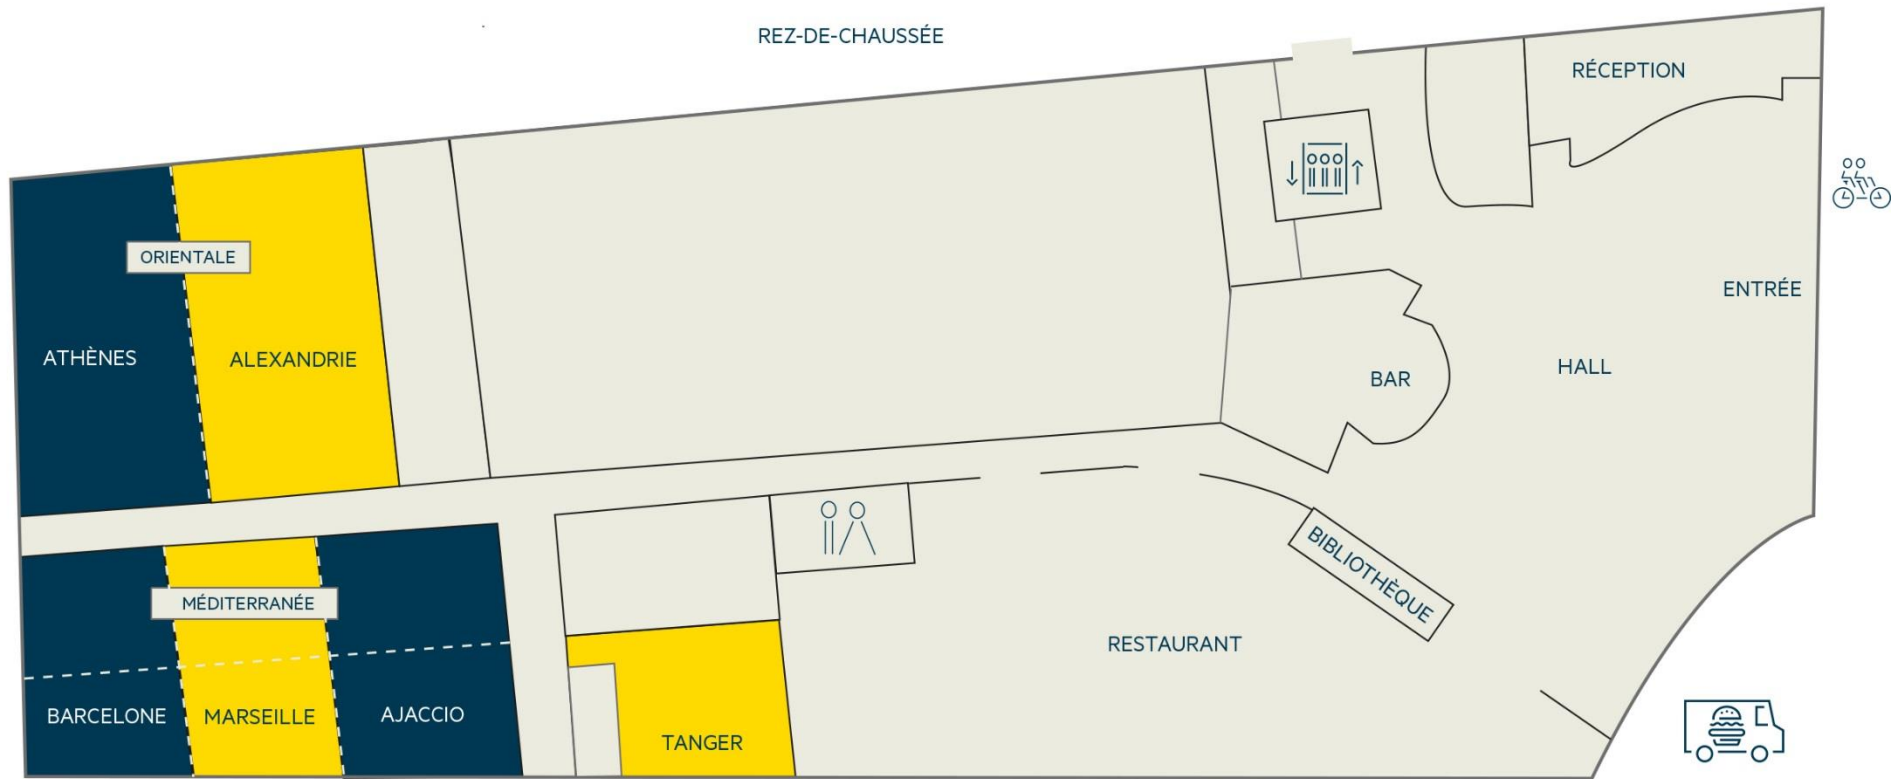 REZ-DE-CHAUSSÉE
RÉCEPTION
ORIENTALE
ENTRÉE
ATHÈNES
ALEXANDRIE
HALL
BAR
BIBLIOTHÈQUE
MÉDITERRANÉE
RESTAURANT
BARCELONE
MARSEILLE
AJACCIO
TANGER